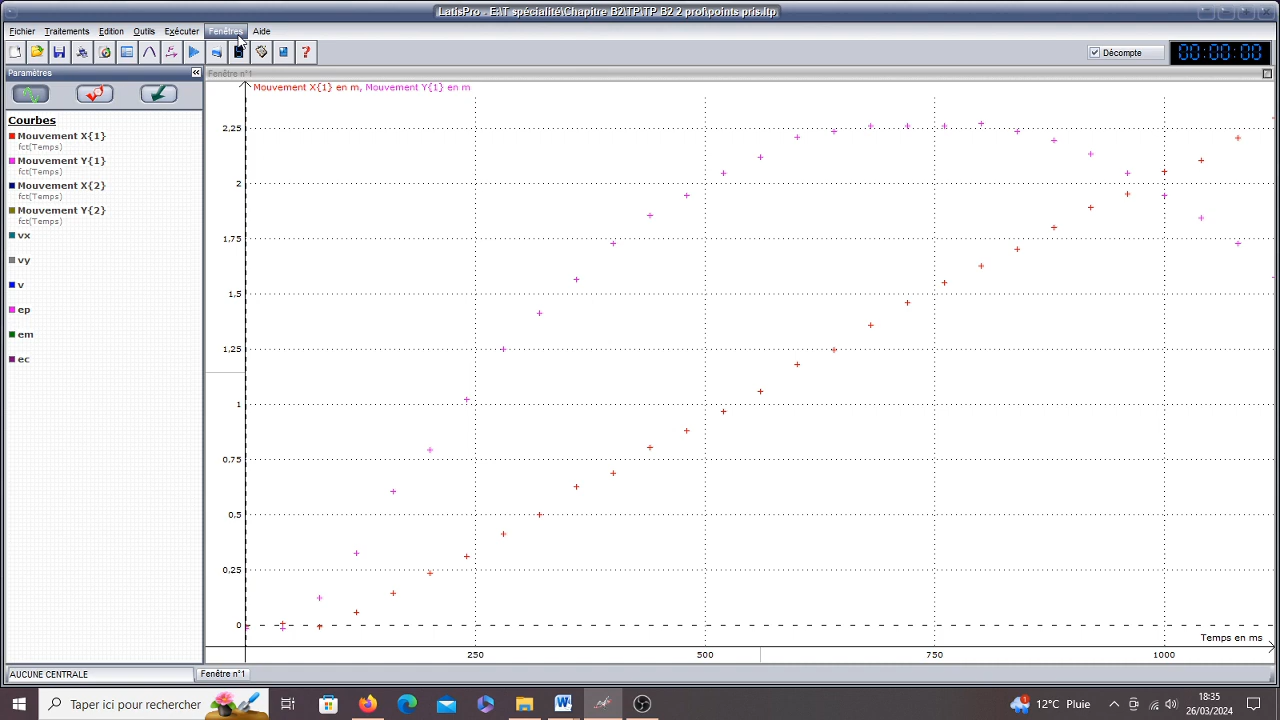 LatisPro - E:\T spécialité\Chapitre B2\TP\TP B2 2 prof\points pris.ltp
Fichier Traitements Edition Outils Exécuter Fenêtres Aide
Décompte 00:00:00
Paramètres
Fenêtre n°1
Courbes
Mouvement X{1}
fct(Temps)
Mouvement Y{1}
fct(Temps)
Mouvement X{2}
fct(Temps)
Mouvement Y{2}
fct(Temps)
vx
vy
v
ep
em
ec
Mouvement X{1} en m, Mouvement Y{1} en m
2,25
2
1,75
1,5
1,25
1
0,75
0,5
0,25
0
Temps en ms
250 500 750 1000
AUCUNE CENTRALE
Fenêtre n°1
Taper ici pour rechercher
12°C Pluie
18:35
26/03/2024